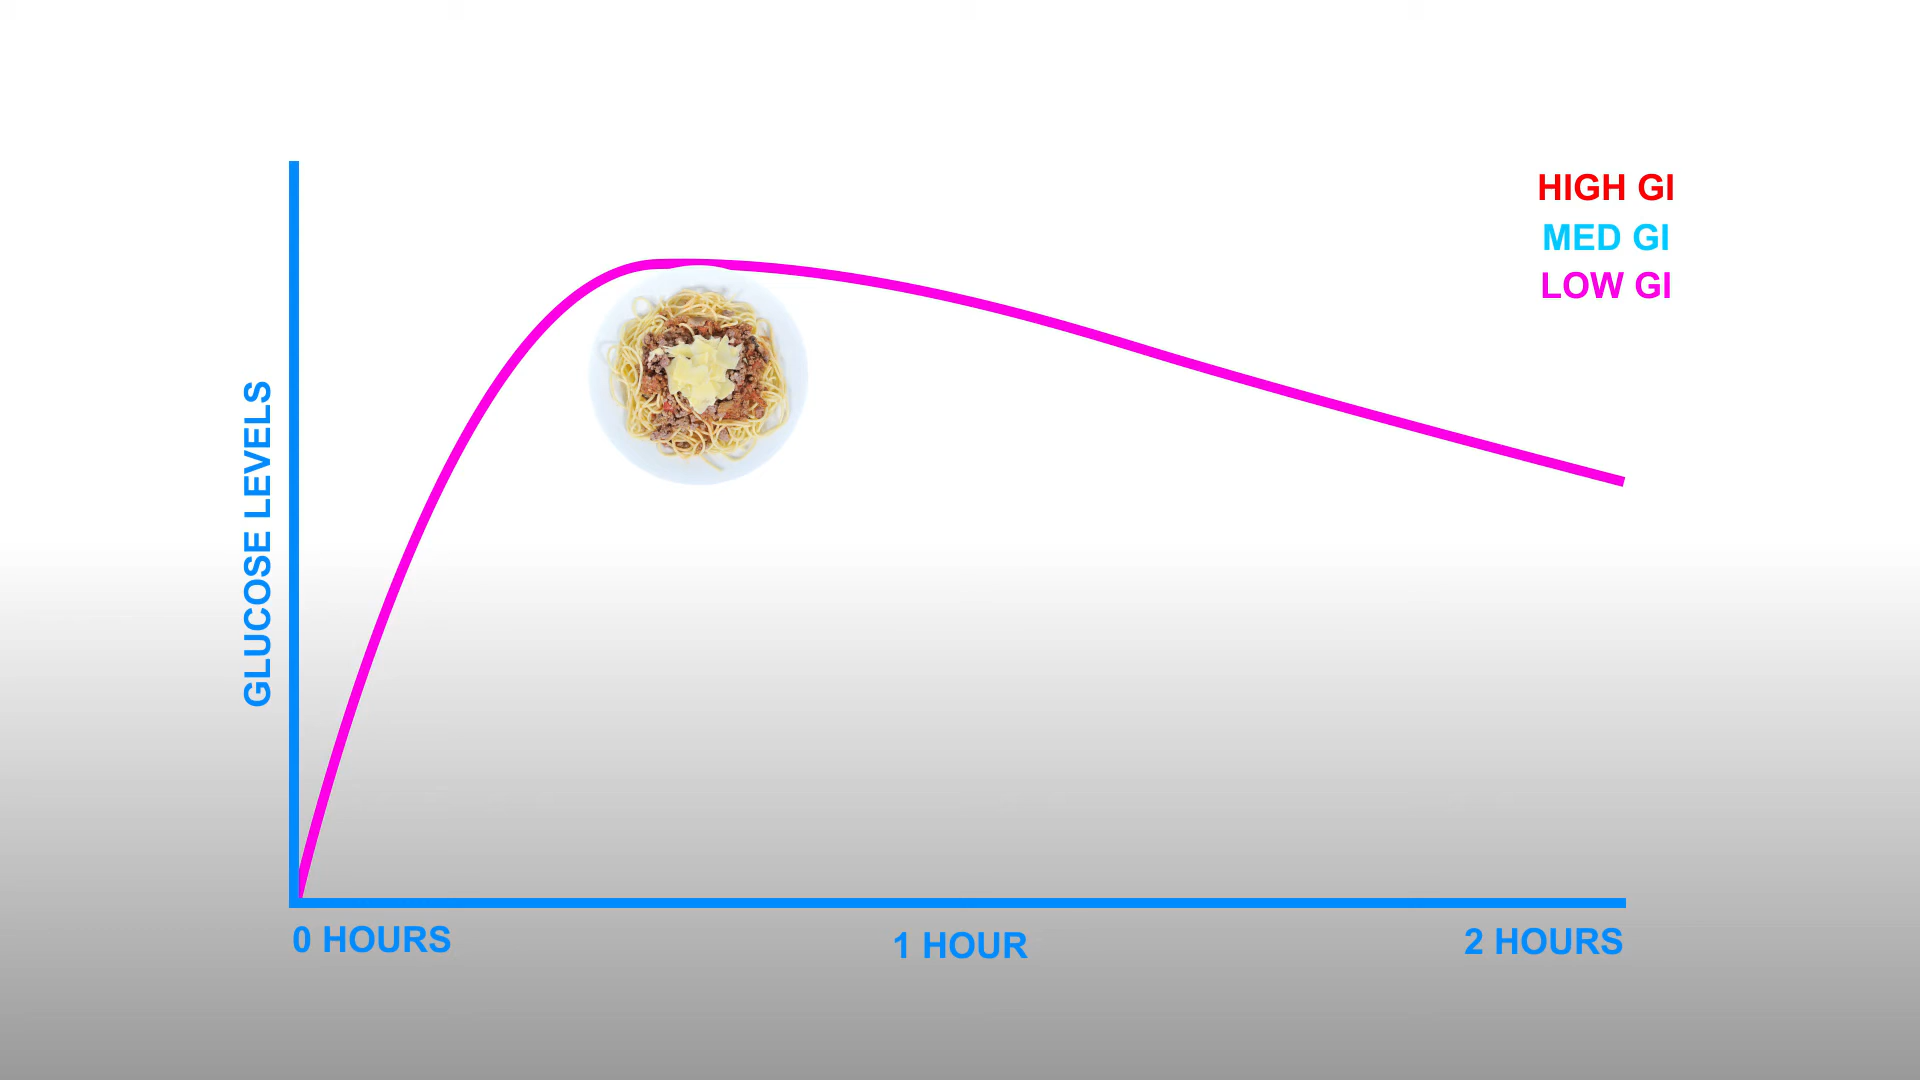 HIGH GI
MED GI
LOW GI
GLUCOSE LEVELS
0 HOURS
1 HOUR
2 HOURS